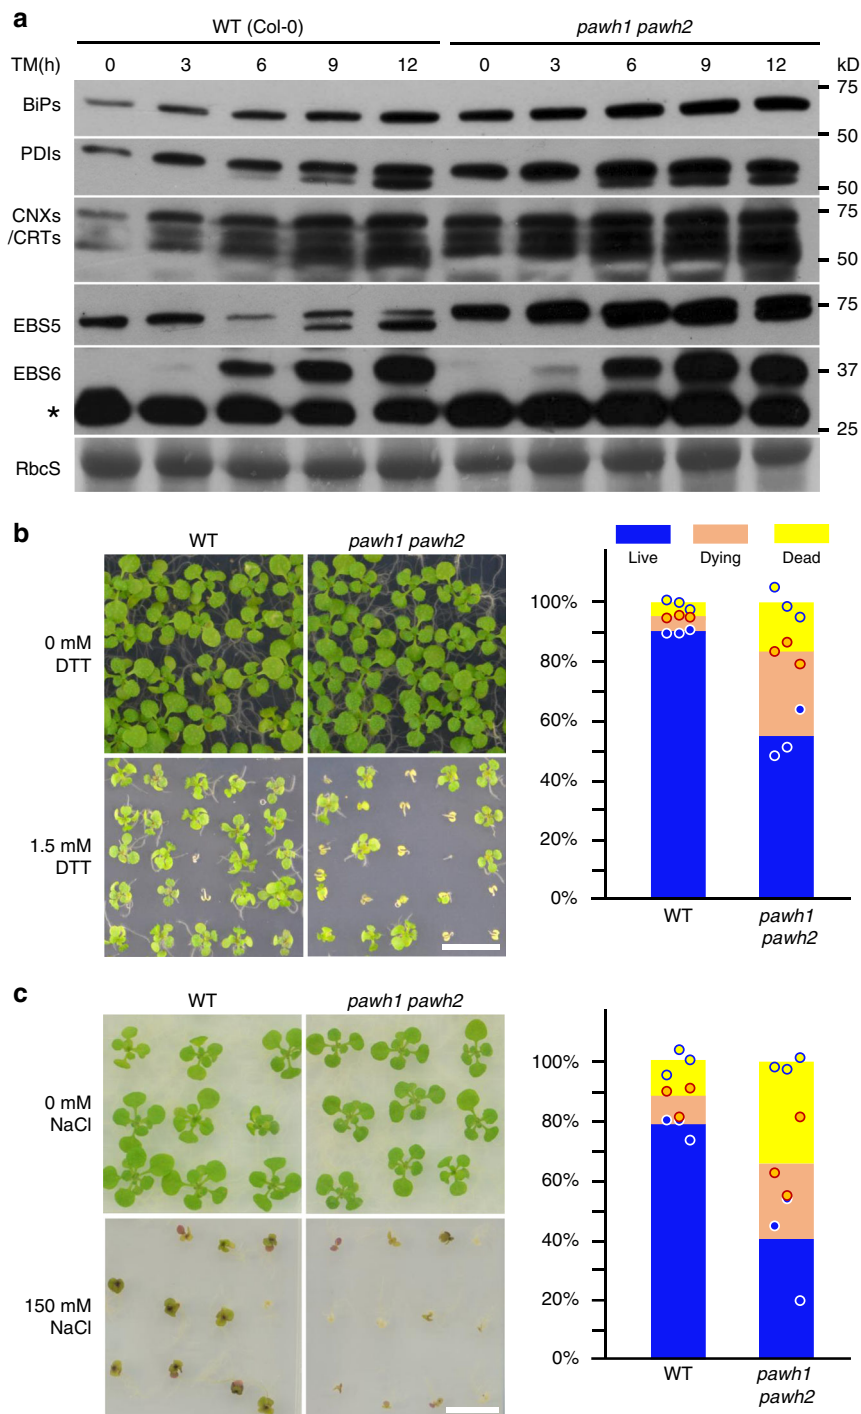 a
WT (Col-0) pawh1 pawh2
TM(h) 0 3 6 9 12 0 3 6 9 12 kD
BiPs 75
50
PDIs
50
CNXs
/CRTs
75
50
EBS5 75
EBS6 37
* 25
RbcS
b
WT pawh1 pawh2
0 mM
DTT
1.5 mM
DTT
Live Dying Dead
100%
80%
60%
40%
20%
0%
WT pawh1
pawh2
c
WT pawh1 pawh2
0 mM
NaCl
150 mM
NaCl
100%
80%
60%
40%
20%
0%
WT pawh1
pawh2